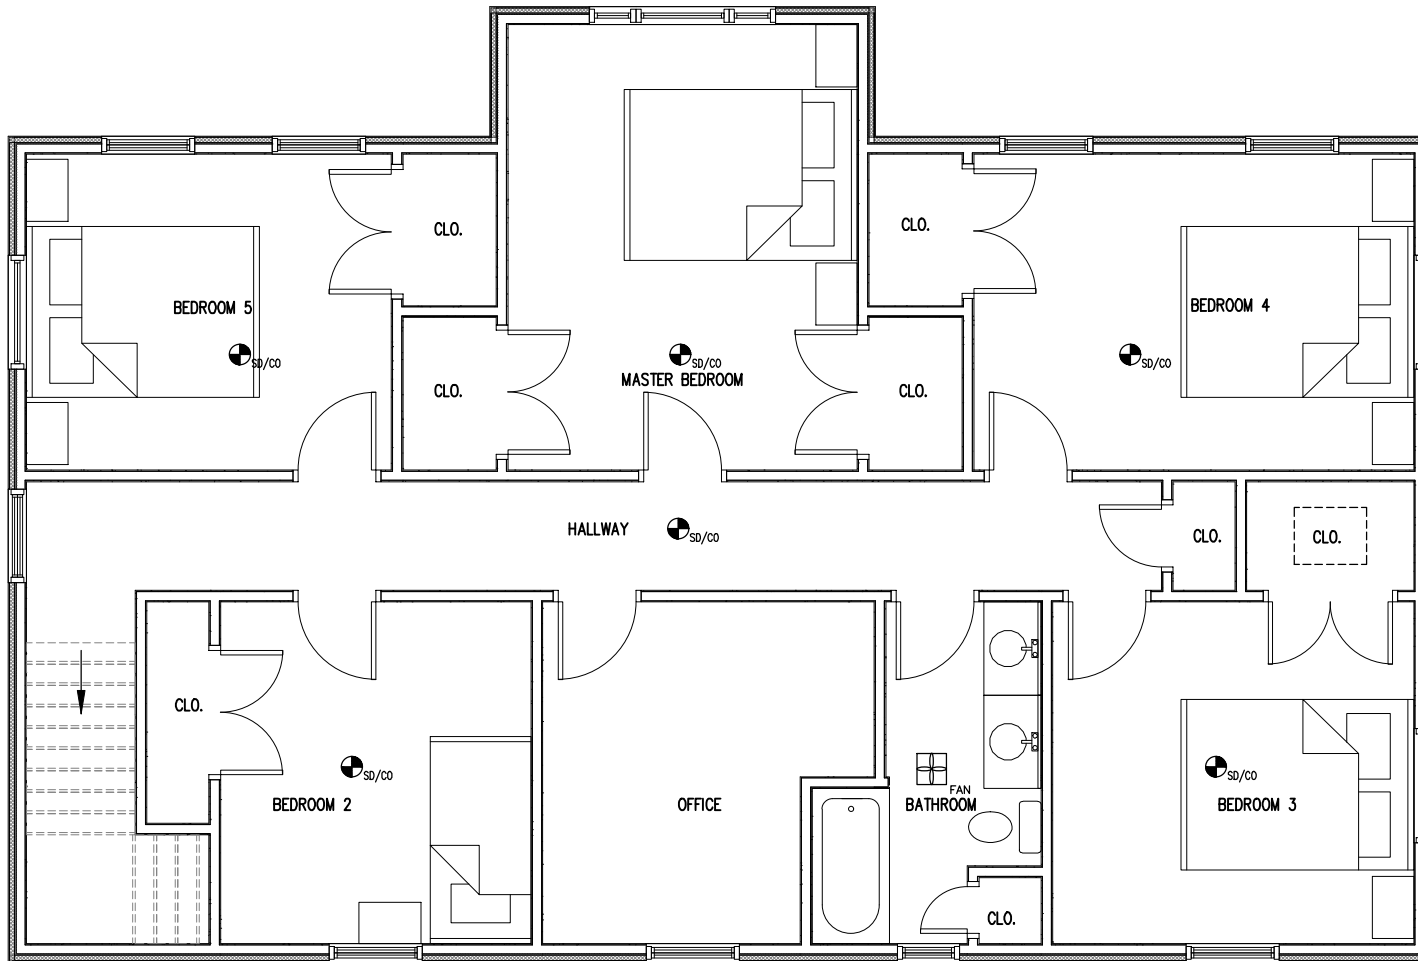 CLO.
CLO.
BEDROOM 5
BEDROOM 4
SD/CO
SD/CO
SD/CO
MASTER BEDROOM
CLO.
CLO.
HALLWAY
SD/CO
CLO.
CLO.
CLO.
SD/CO
SD/CO
FAN
BEDROOM 2
OFFICE
BATHROOM
BEDROOM 3
CLO.